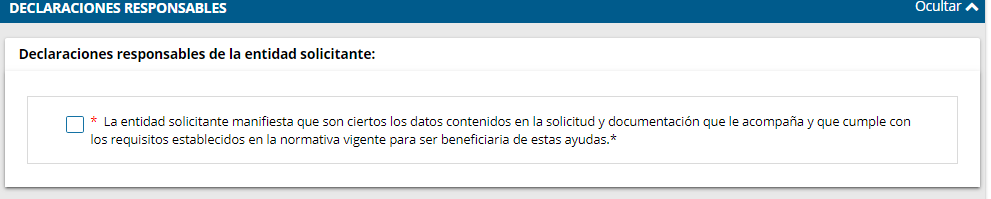 DECLARACIONES RESPONSABLES
Ocultar
Declaraciones responsables de la entidad solicitante:
* La entidad solicitante manifiesta que son ciertos los datos contenidos en la solicitud y documentación que le acompaña y que cumple con
los requisitos establecidos en la normativa vigente para ser beneficiaria de estas ayudas.*